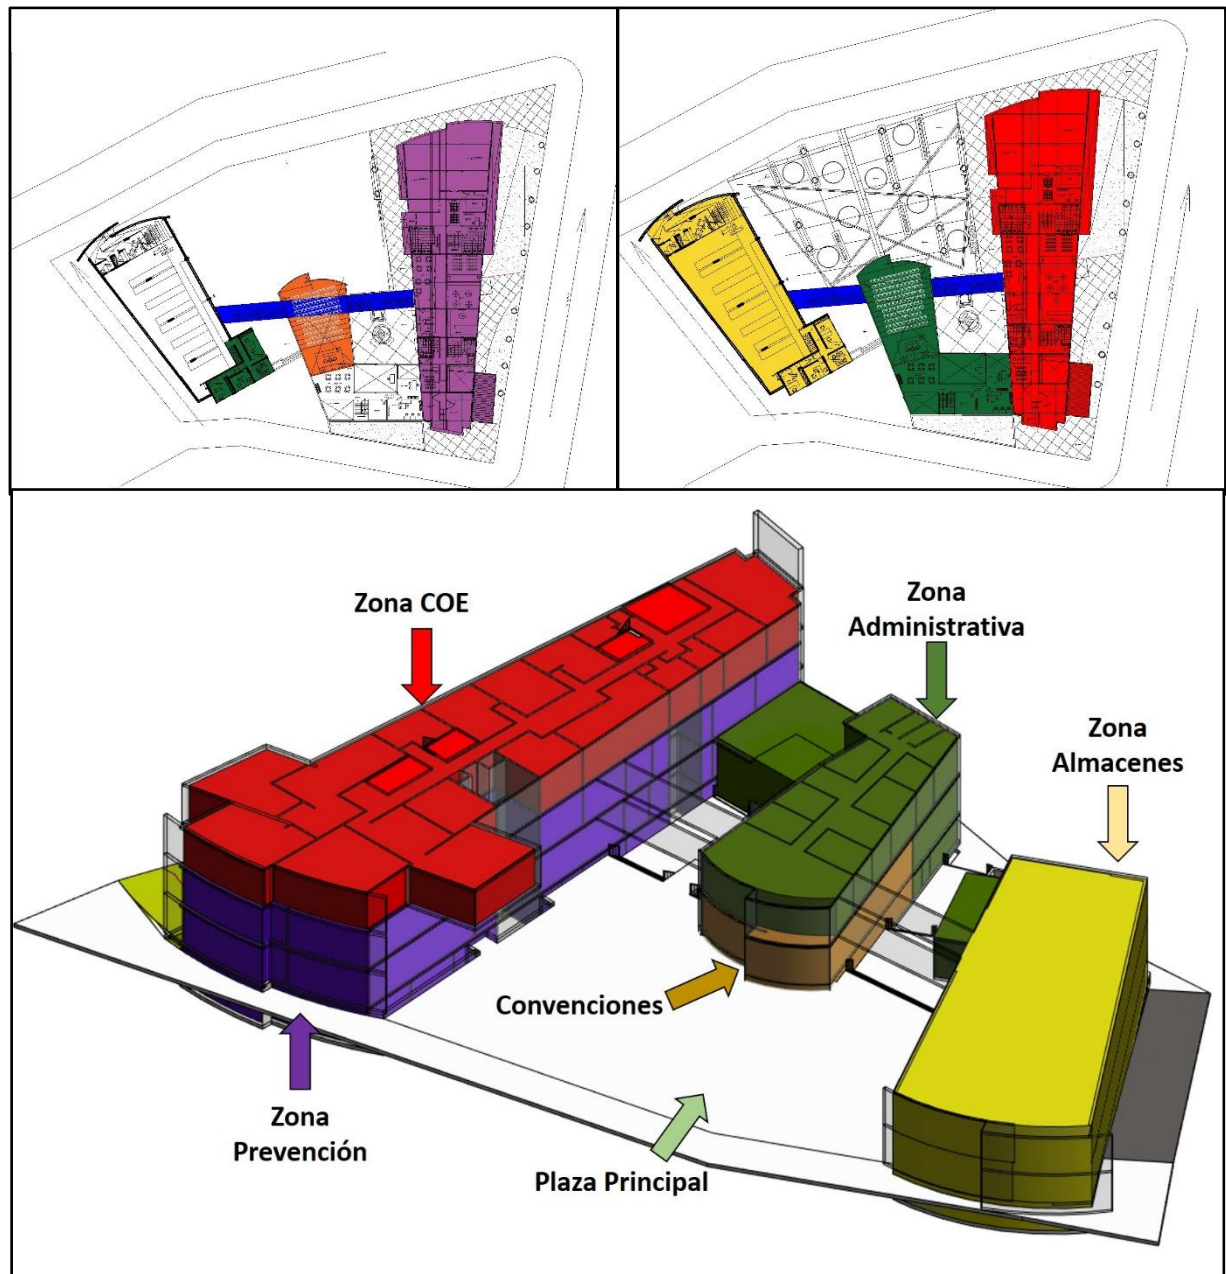 Zona COE
Zona
Administrativa
Zona
Almacenes
Convenciones
Zona
Prevención
Plaza Principal